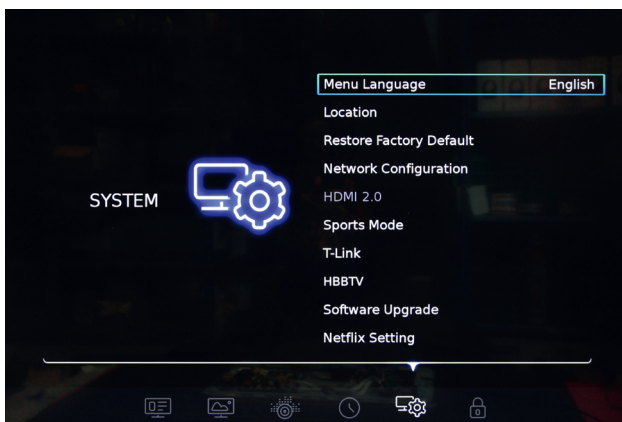 Menu Language English
Location
Restore Factory Default
Network Configuration
SYSTEM
HDMI 2.0
Sports Mode
T-Link
HBBTV
Software Upgrade
Netflix Setting